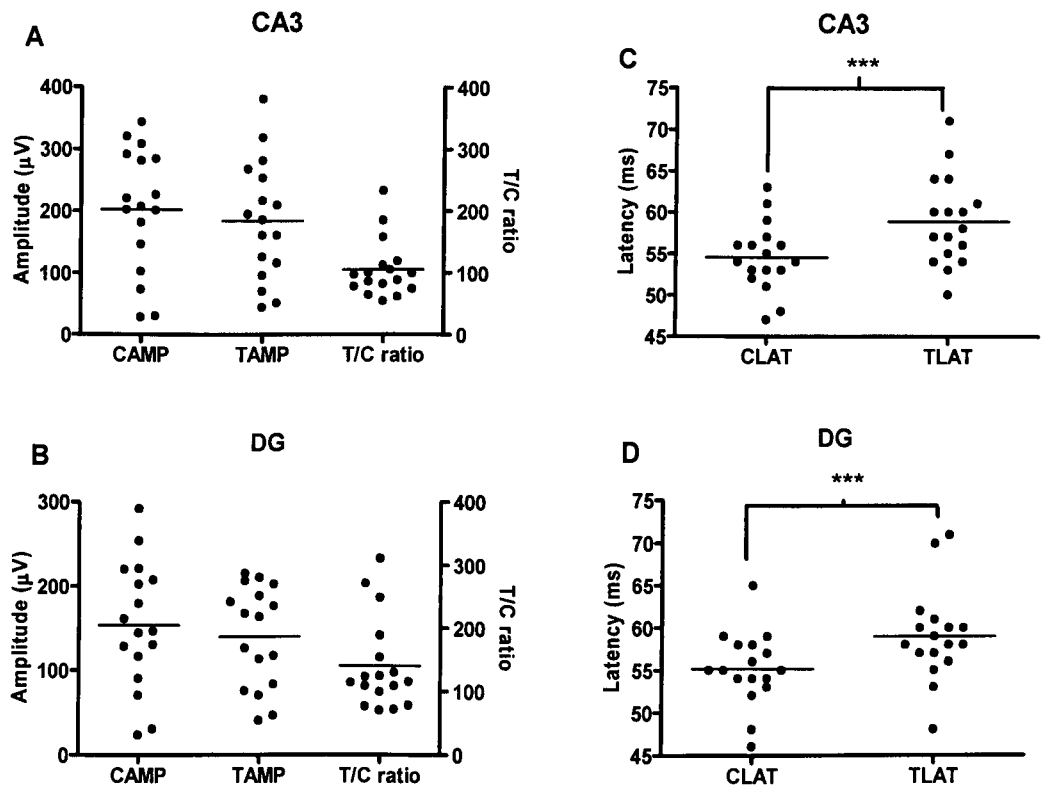 A
CA3
Amplitude (µV)
400
300
200
100
0
400
300
200
100
0
T/C ratio
CAMP
TAMP
T/C ratio
CA3
C
***
Latency (ms)
75
70
65
60
55
50
45
CLAT
TLAT
B
DG
Amplitude (µV)
300
200
100
0
400
300
200
100
0
T/C ratio
CAMP
TAMP
T/C ratio
DG
D
***
Latency (ms)
75
70
65
60
55
50
45
CLAT
TLAT